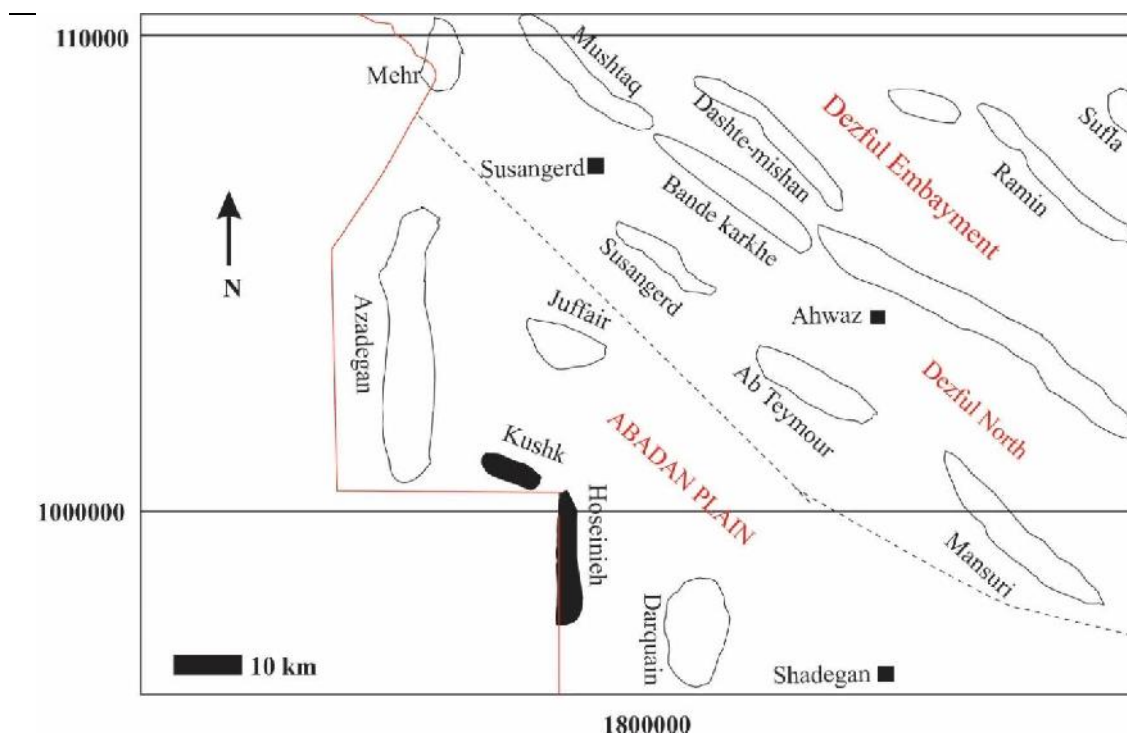 110000
Mehr
Mushtaq
Dashte-mishan
Dezful Embayment
Sufla
Ramin
Susangerd
Bande karkhe
N
Susangerd
Azadegan
Juffair
Ahwaz
Ab Teymour
Dezful North
Kushk
ABADAN PLAIN
Hoseinieh
1000000
Mansuri
Darquain
10 km
Shadegan
1800000